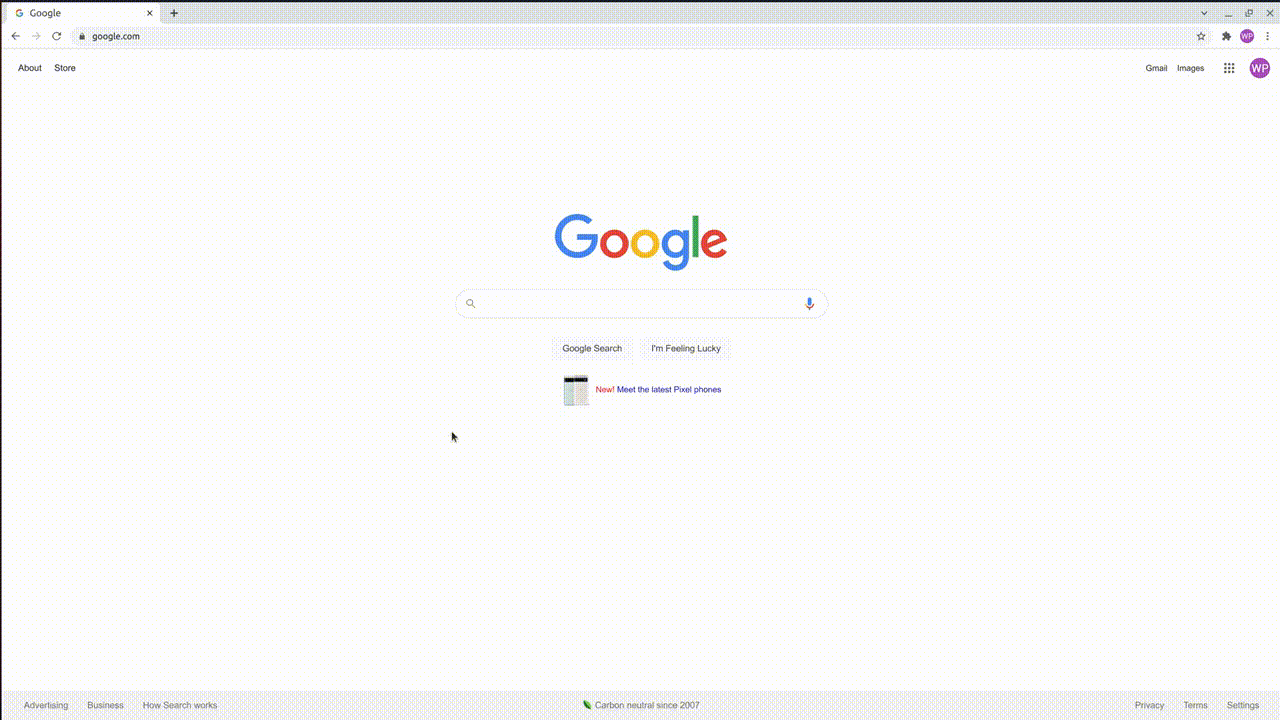 Google
google.com
WP
About Store Gmail Images WP
Google
Google Search I'm Feeling Lucky
New! Meet the latest Pixel phones
Advertising Business How Search works Carbon neutral since 2007 Privacy Terms Settings